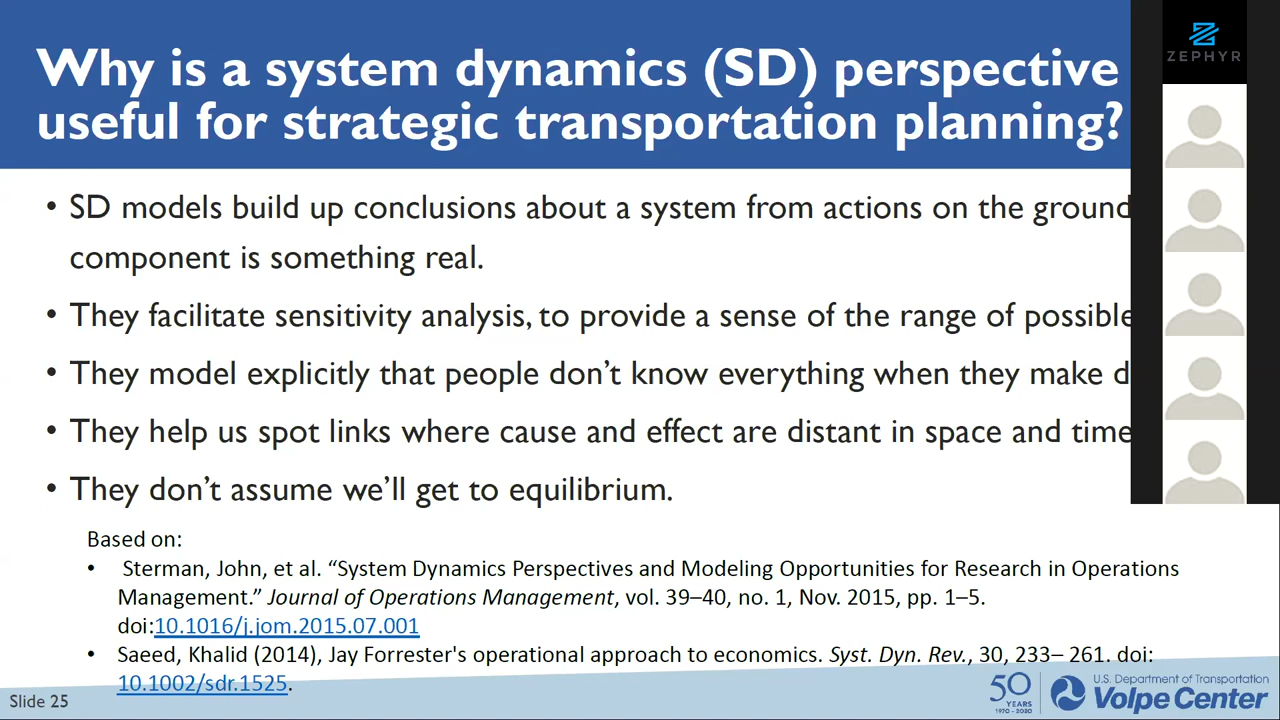 Why is a system dynamics (SD) perspective
useful for strategic transportation planning?
ZEPHYR
• SD models build up conclusions about a system from actions on the ground
component is something real.
• They facilitate sensitivity analysis, to provide a sense of the range of possible
• They model explicitly that people don’t know everything when they make d
• They help us spot links where cause and effect are distant in space and time
• They don’t assume we’ll get to equilibrium.
Based on:
• Sterman, John, et al. “System Dynamics Perspectives and Modeling Opportunities for Research in Operations
Management.” Journal of Operations Management, vol. 39–40, no. 1, Nov. 2015, pp. 1–5.
doi:10.1016/j.jom.2015.07.001
• Saeed, Khalid (2014), Jay Forrester's operational approach to economics. Syst. Dyn. Rev., 30, 233– 261. doi:
10.1002/sdr.1525.
Slide 25
50
YEARS
1970–2020
U.S. Department of Transportation
Volpe Center